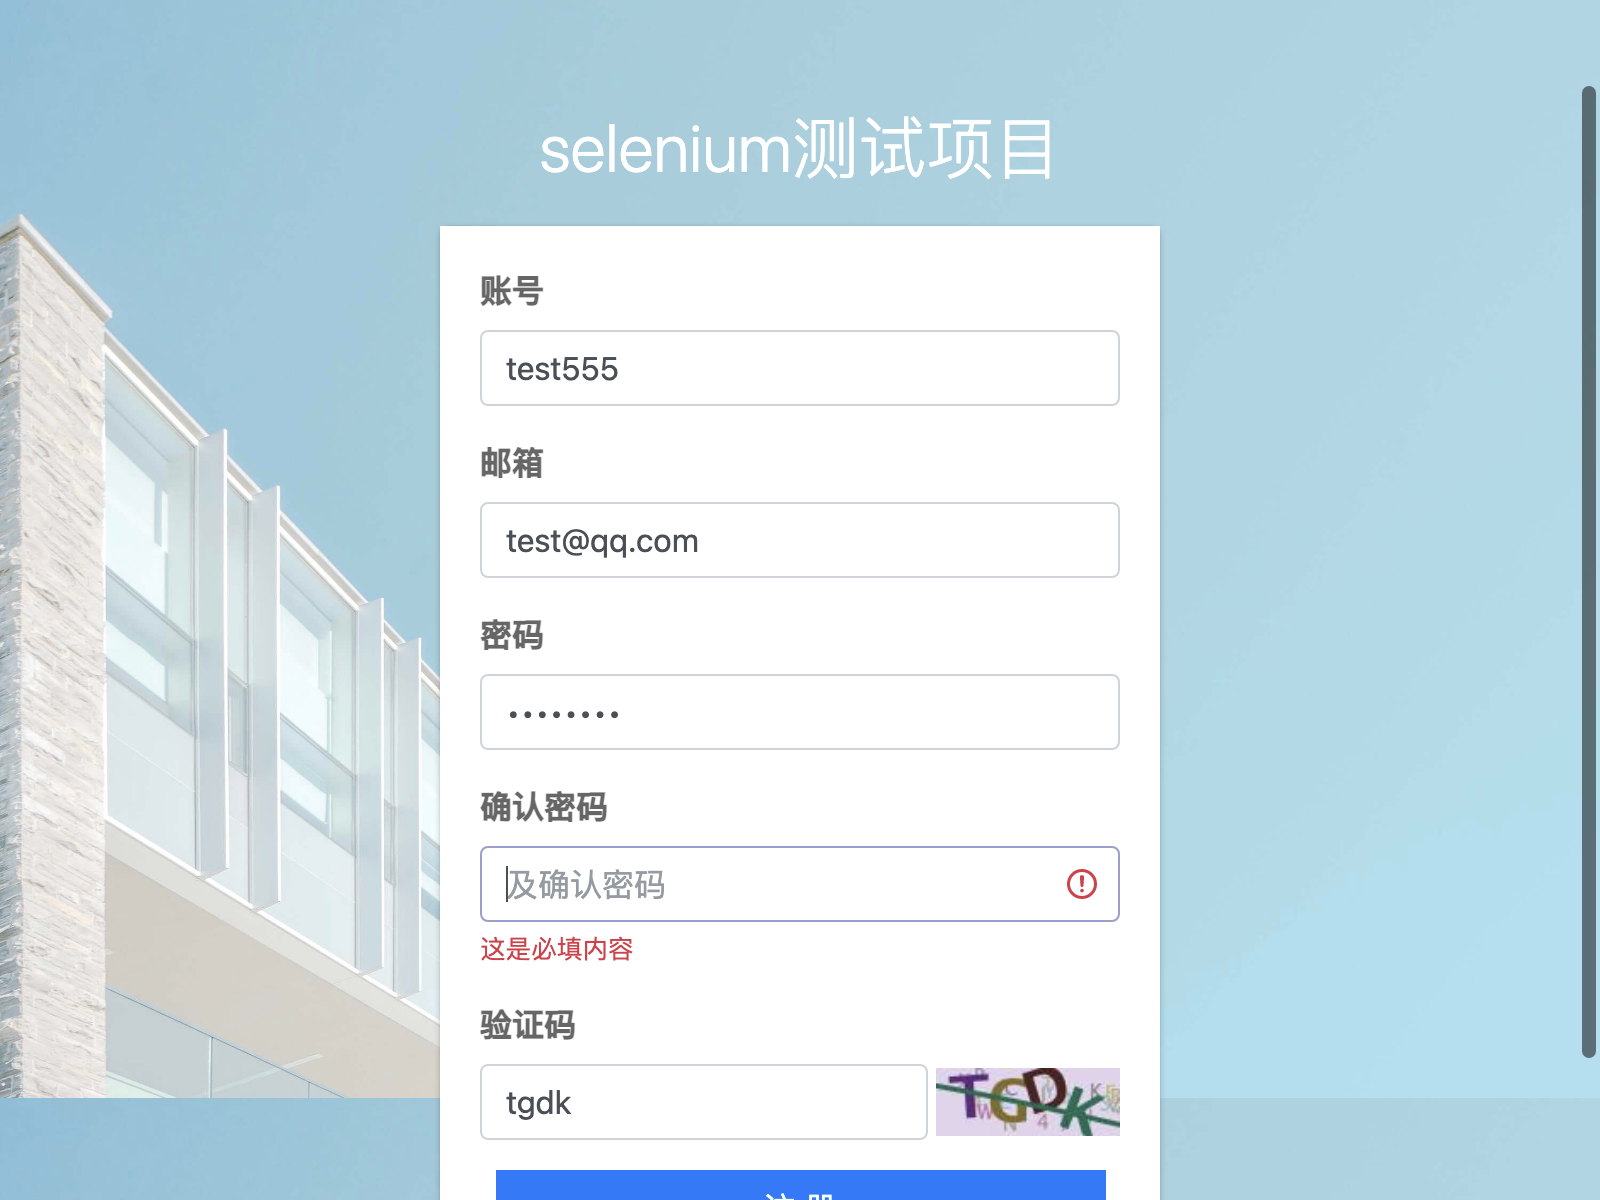 selenium测试项目
账号
test555
邮箱
test@qq.com
密码
••••••••
确认密码
及确认密码
这是必填内容
验证码
tgdk
TGDK
注 册